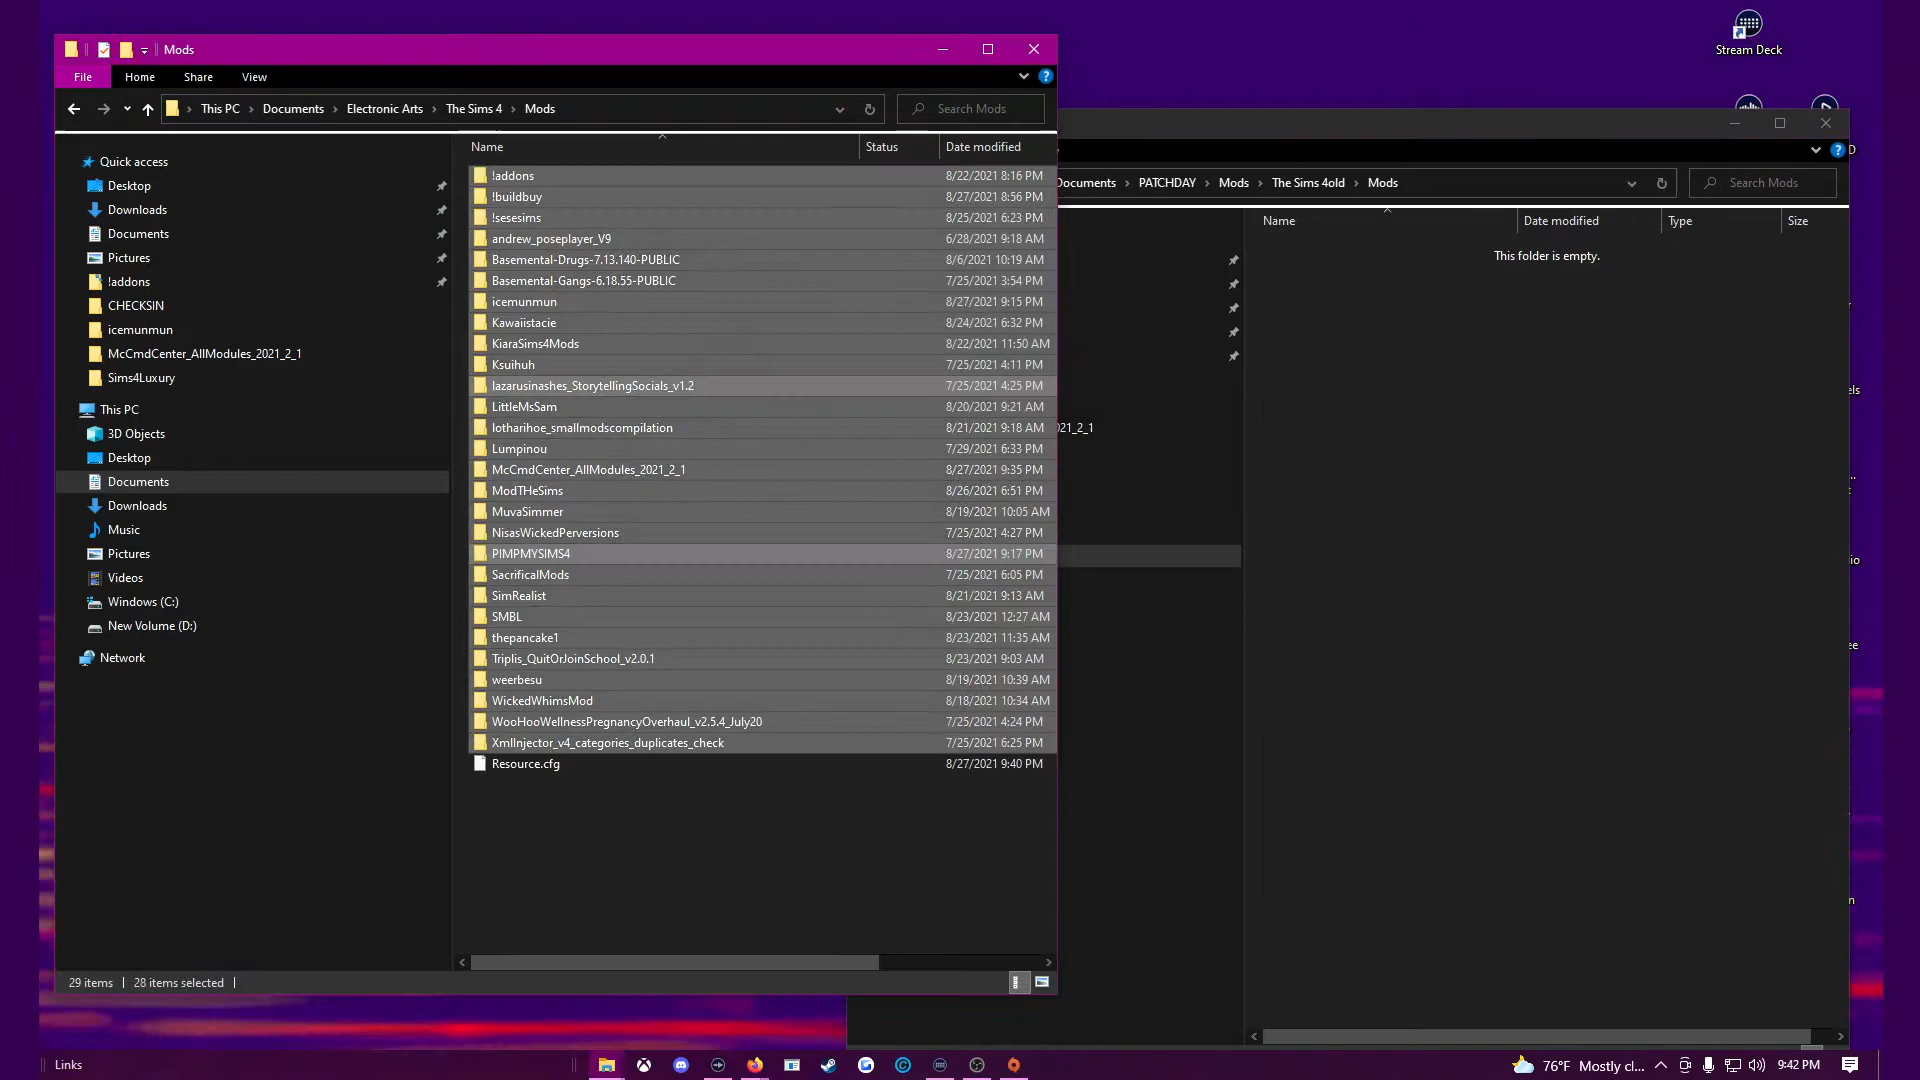 Stream Deck
Mods
File Home Share View
This PC Documents Electronic Arts The Sims 4 Mods
Search Mods
Name Status Date modified
Quick access
Desktop
Downloads
Documents
Pictures
!addons
CHECKSIN
icemunmun
McCmdCenter_AllModules_2021_2_1
Sims4Luxury
This PC
3D Objects
Desktop
Documents
Downloads
Music
Pictures
Videos
Windows (C:)
New Volume (D:)
Network
!addons 8/22/2021 8:16 PM
!buildbuy 8/27/2021 8:56 PM
!sesesims 8/25/2021 6:23 PM
andrew_poseplayer_V9 6/28/2021 9:18 AM
Basemental-Drugs-7.13.140-PUBLIC 8/6/2021 10:19 AM
Basemental-Gangs-6.18.55-PUBLIC 7/25/2021 3:54 PM
icemunmun 8/27/2021 9:15 PM
Kawaiistacie 8/24/2021 6:32 PM
KiaraSims4Mods 8/22/2021 11:50 AM
Ksuihuh 7/25/2021 4:11 PM
lazarusinashes_StorytellingSocials_v1.2 7/25/2021 4:25 PM
LittleMsSam 8/20/2021 9:21 AM
lotharihoe_smallmodscompilation 8/21/2021 9:18 AM
Lumpinou 7/29/2021 6:33 PM
McCmdCenter_AllModules_2021_2_1 8/27/2021 9:35 PM
ModTHeSims 8/26/2021 6:51 PM
MuvaSimmer 8/19/2021 10:05 AM
NisasWickedPerversions 7/25/2021 4:27 PM
PIMPMYSIMS4 8/27/2021 9:17 PM
SacrificalMods 7/25/2021 6:05 PM
SimRealist 8/21/2021 9:13 AM
SMBL 8/23/2021 12:27 AM
thepancake1 8/23/2021 11:35 AM
Triplis_QuitOrJoinSchool_v2.0.1 8/23/2021 9:03 AM
weerbesu 8/19/2021 10:39 AM
WickedWhimsMod 8/18/2021 10:34 AM
WooHooWellnessPregnancyOverhaul_v2.5.4_July20 7/25/2021 4:24 PM
XmlInjector_v4_categories_duplicates_check 7/25/2021 6:25 PM
Resource.cfg 8/27/2021 9:40 PM
29 items 28 items selected
Documents PATCHDAY Mods The Sims 4old Mods
Search Mods
Name Date modified Type Size
This folder is empty.
021_2_1
Links
76°F Mostly cl... 9:42 PM